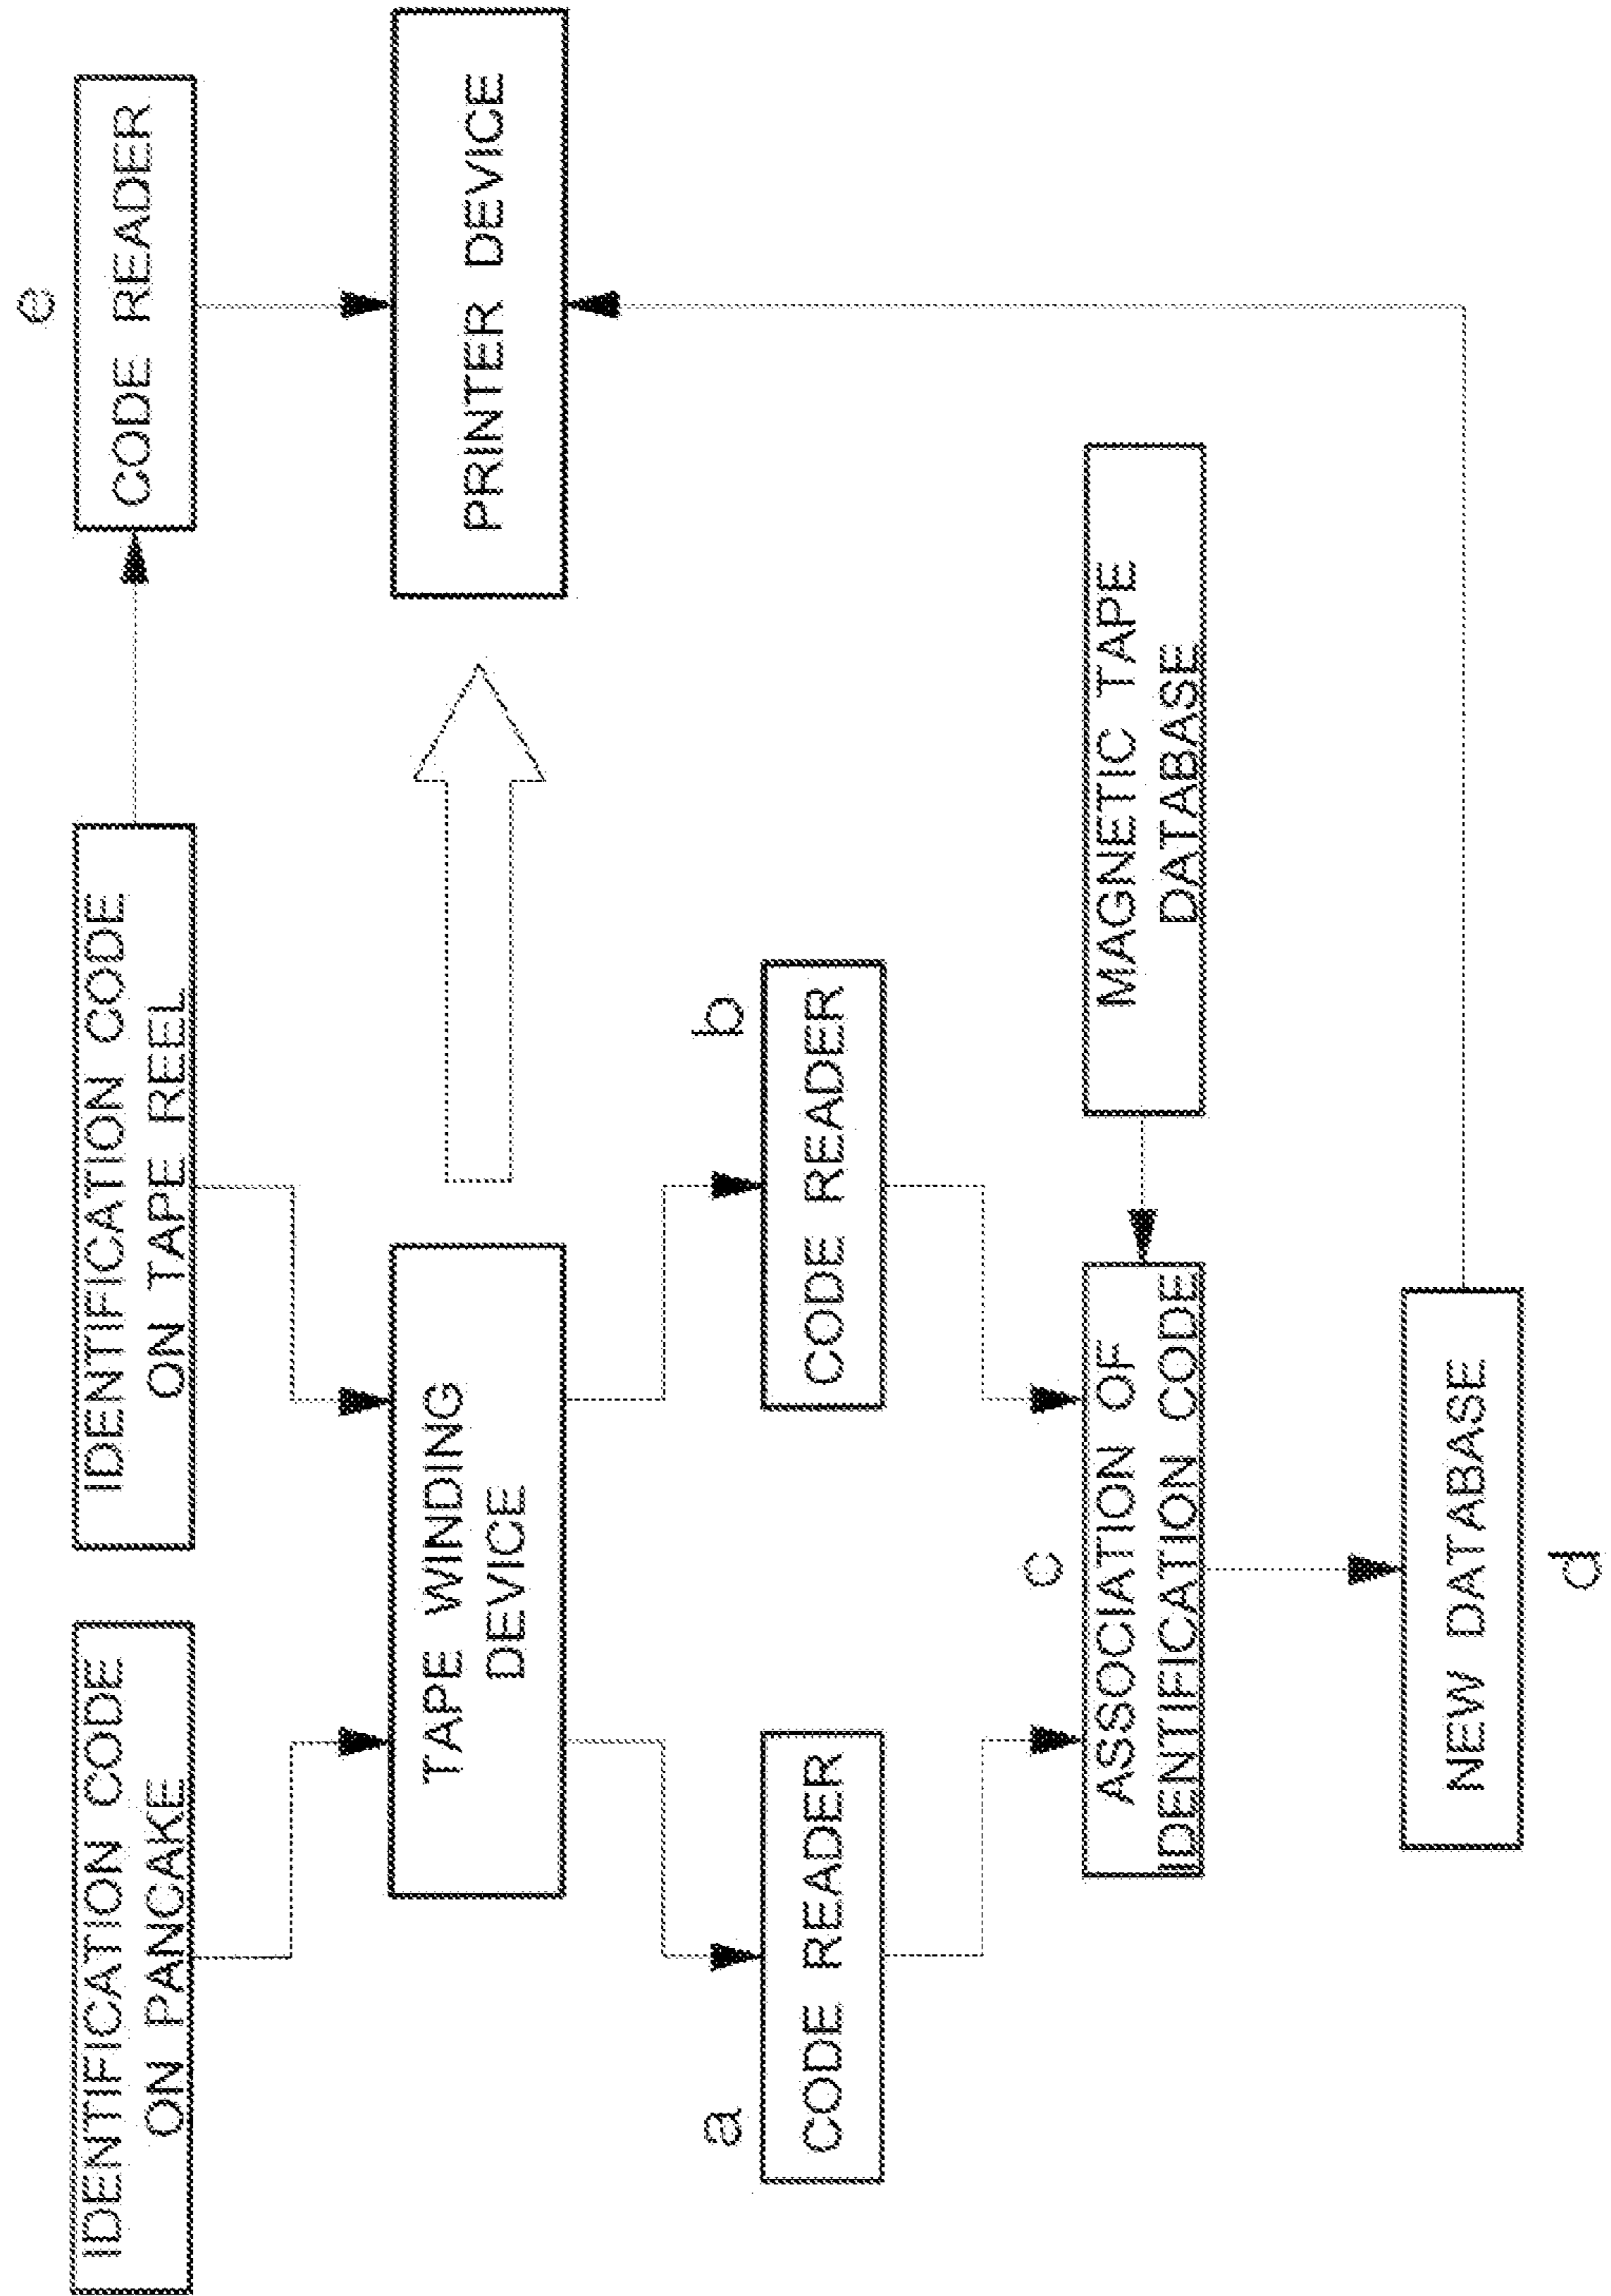 IDENTIFICATION CODE
ON PANCAKE
IDENTIFICATION CODE
ON TAPE REEL
e
CODE READER
TAPE WINDING
DEVICE
PRINTER DEVICE
a
CODE READER
b
CODE READER
c
ASSOCIATION OF
IDENTIFICATION CODE
MAGNETIC TAPE
DATABASE
NEW DATABASE
d